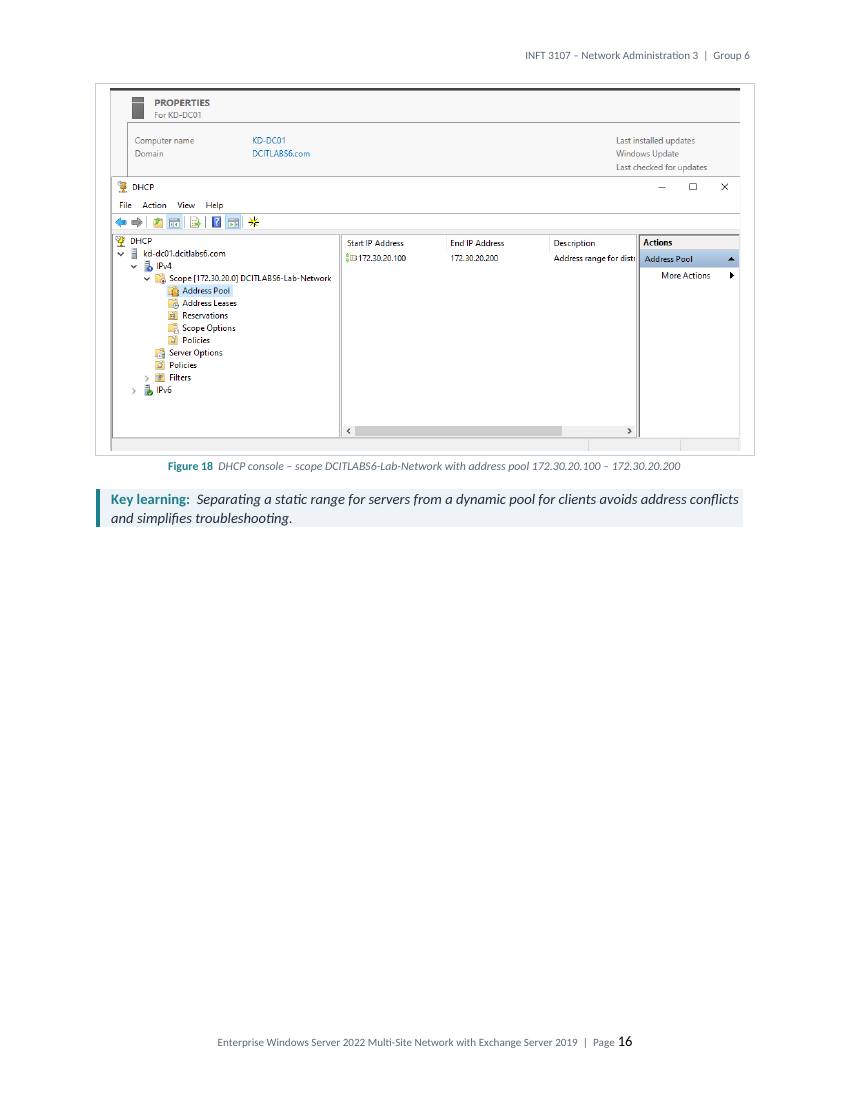 INFT 3107 – Network Administration 3 | Group 6
PROPERTIES
For KD-DC01
Computer name KD-DC01 Last installed updates
Domain DCITLABS6.com Windows Update
Last checked for updates
DHCP
File Action View Help
DHCP
kd-dc01.dcitlabs6.com
IPv4
Scope [172.30.20.0] DCITLABS6-Lab-Network
Address Pool
Address Leases
Reservations
Scope Options
Policies
Server Options
Policies
Filters
IPv6
Start IP Address End IP Address Description
172.30.20.100 172.30.20.200 Address range for distr
Actions
Address Pool
More Actions
Figure 18 DHCP console – scope DCITLABS6-Lab-Network with address pool 172.30.20.100 – 172.30.20.200
Key learning: Separating a static range for servers from a dynamic pool for clients avoids address conflicts
and simplifies troubleshooting.
Enterprise Windows Server 2022 Multi-Site Network with Exchange Server 2019 | Page 16